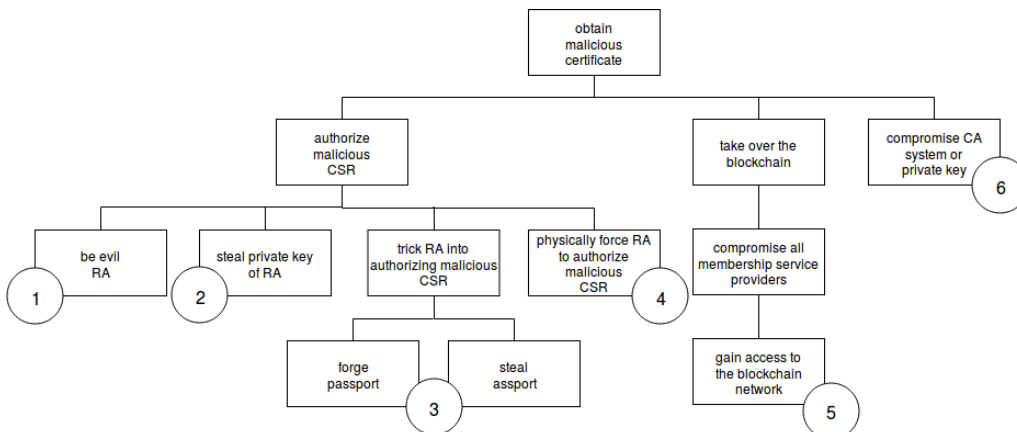 obtain
malicious
certificate
authorize
malicious
CSR
take over the
blockchain
compromise CA
system or
private key
6
be evil
RA
1
steal private key
of RA
2
trick RA into
authorizing malicious
CSR
physically force RA
to authorize
malicious
CSR
4
compromise all
membership service
providers
forge
passport
3
steal
assport
gain access to
the blockchain
network
5